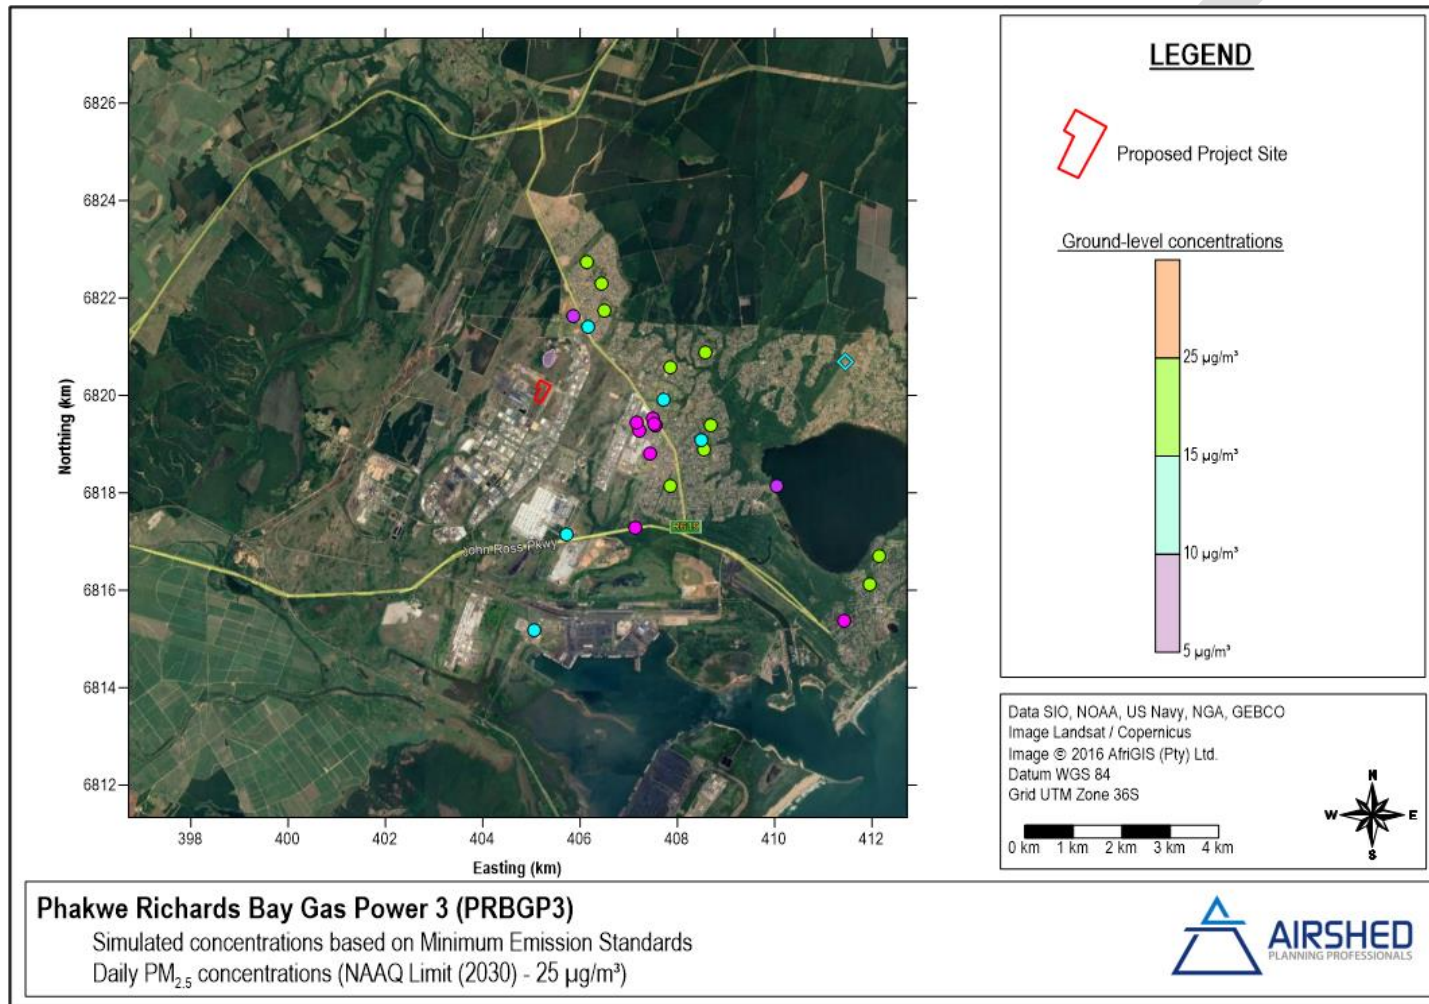 LEGEND
Proposed Project Site
Ground-level concentrations
25 µg/m³
15 µg/m³
10 µg/m³
5 µg/m³
6826
6824
6822
6820
6818
6816
6814
6812
Northing (km)
R619
John Ross Pkwy
398
400
402
404
406
408
410
412
Easting (km)
Data SIO, NOAA, US Navy, NGA, GEBCO
Image Landsat / Copernicus
Image © 2016 AfriGIS (Pty) Ltd.
Datum WGS 84
Grid UTM Zone 36S
0 km 1 km 2 km 3 km 4 km
N
W E
S
Phakwe Richards Bay Gas Power 3 (PRBGP3)
Simulated concentrations based on Minimum Emission Standards
Daily PM₂.₅ concentrations (NAAQ Limit (2030) - 25 µg/m³)
AIRSHED
PLANNING PROFESSIONALS